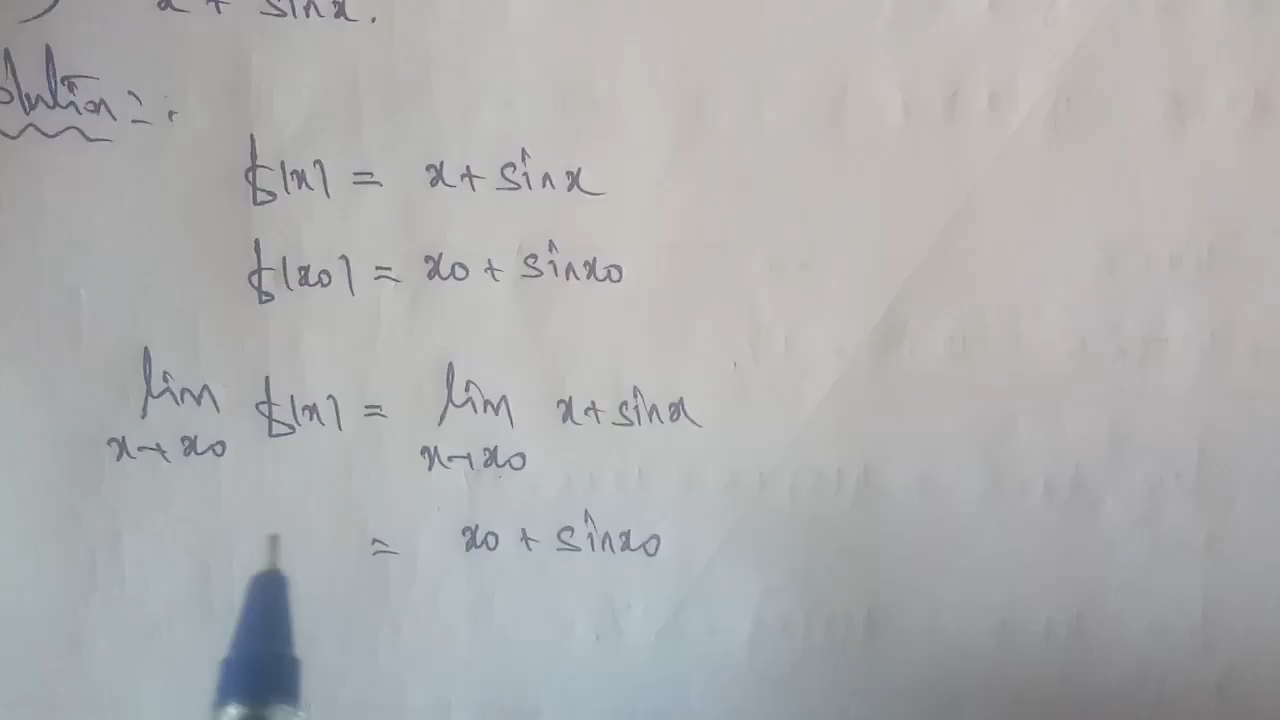 ) x + sinx.
Solution :-
f(x) = x + sinx
f(x0) = x0 + sinx0
lim x→x0 f(x) = lim x→x0 x + sinx
= x0 + sinx0